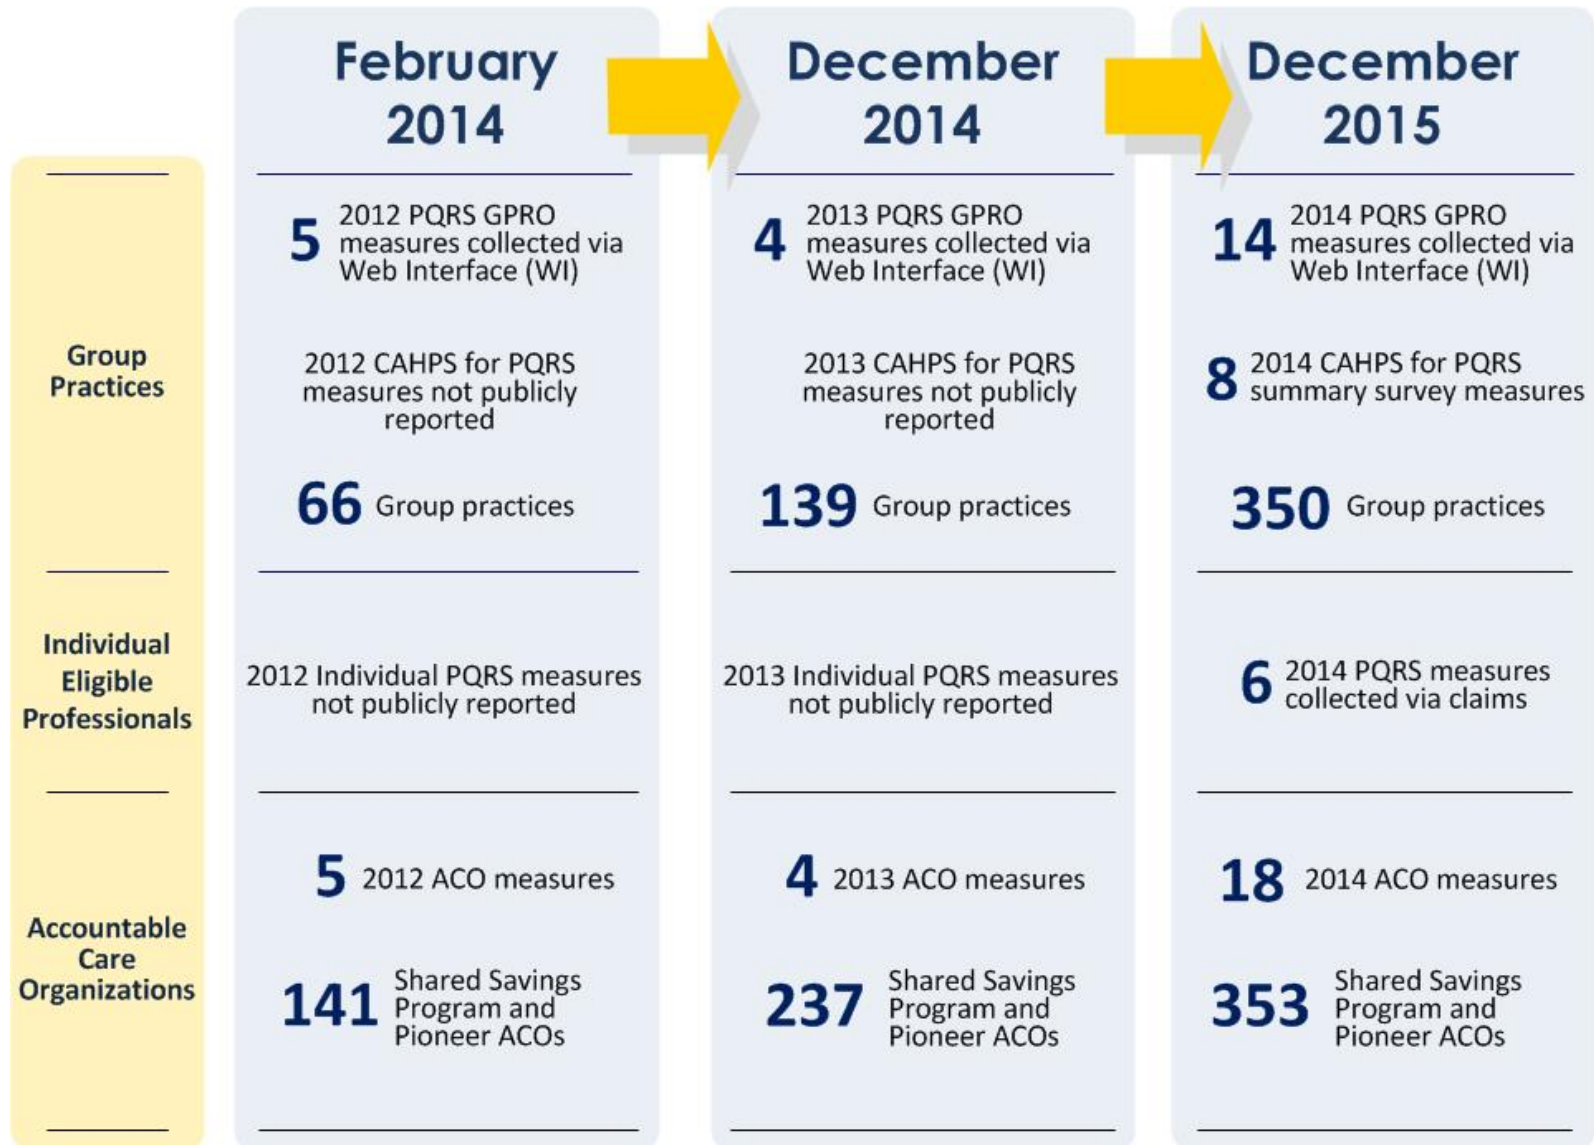 February
2014
December
2014
December
2015
Group
Practices
5 2012 PQRS GPRO
measures collected via
Web Interface (WI)
4 2013 PQRS GPRO
measures collected via
Web Interface (WI)
14 2014 PQRS GPRO
measures collected via
Web Interface (WI)
2012 CAHPS for PQRS
measures not publicly
reported
2013 CAHPS for PQRS
measures not publicly
reported
8 2014 CAHPS for PQRS
summary survey measures
66 Group practices
139 Group practices
350 Group practices
Individual
Eligible
Professionals
2012 Individual PQRS measures
not publicly reported
2013 Individual PQRS measures
not publicly reported
6 2014 PQRS measures
collected via claims
Accountable
Care
Organizations
5 2012 ACO measures
4 2013 ACO measures
18 2014 ACO measures
141 Shared Savings
Program and
Pioneer ACOs
237 Shared Savings
Program and
Pioneer ACOs
353 Shared Savings
Program and
Pioneer ACOs